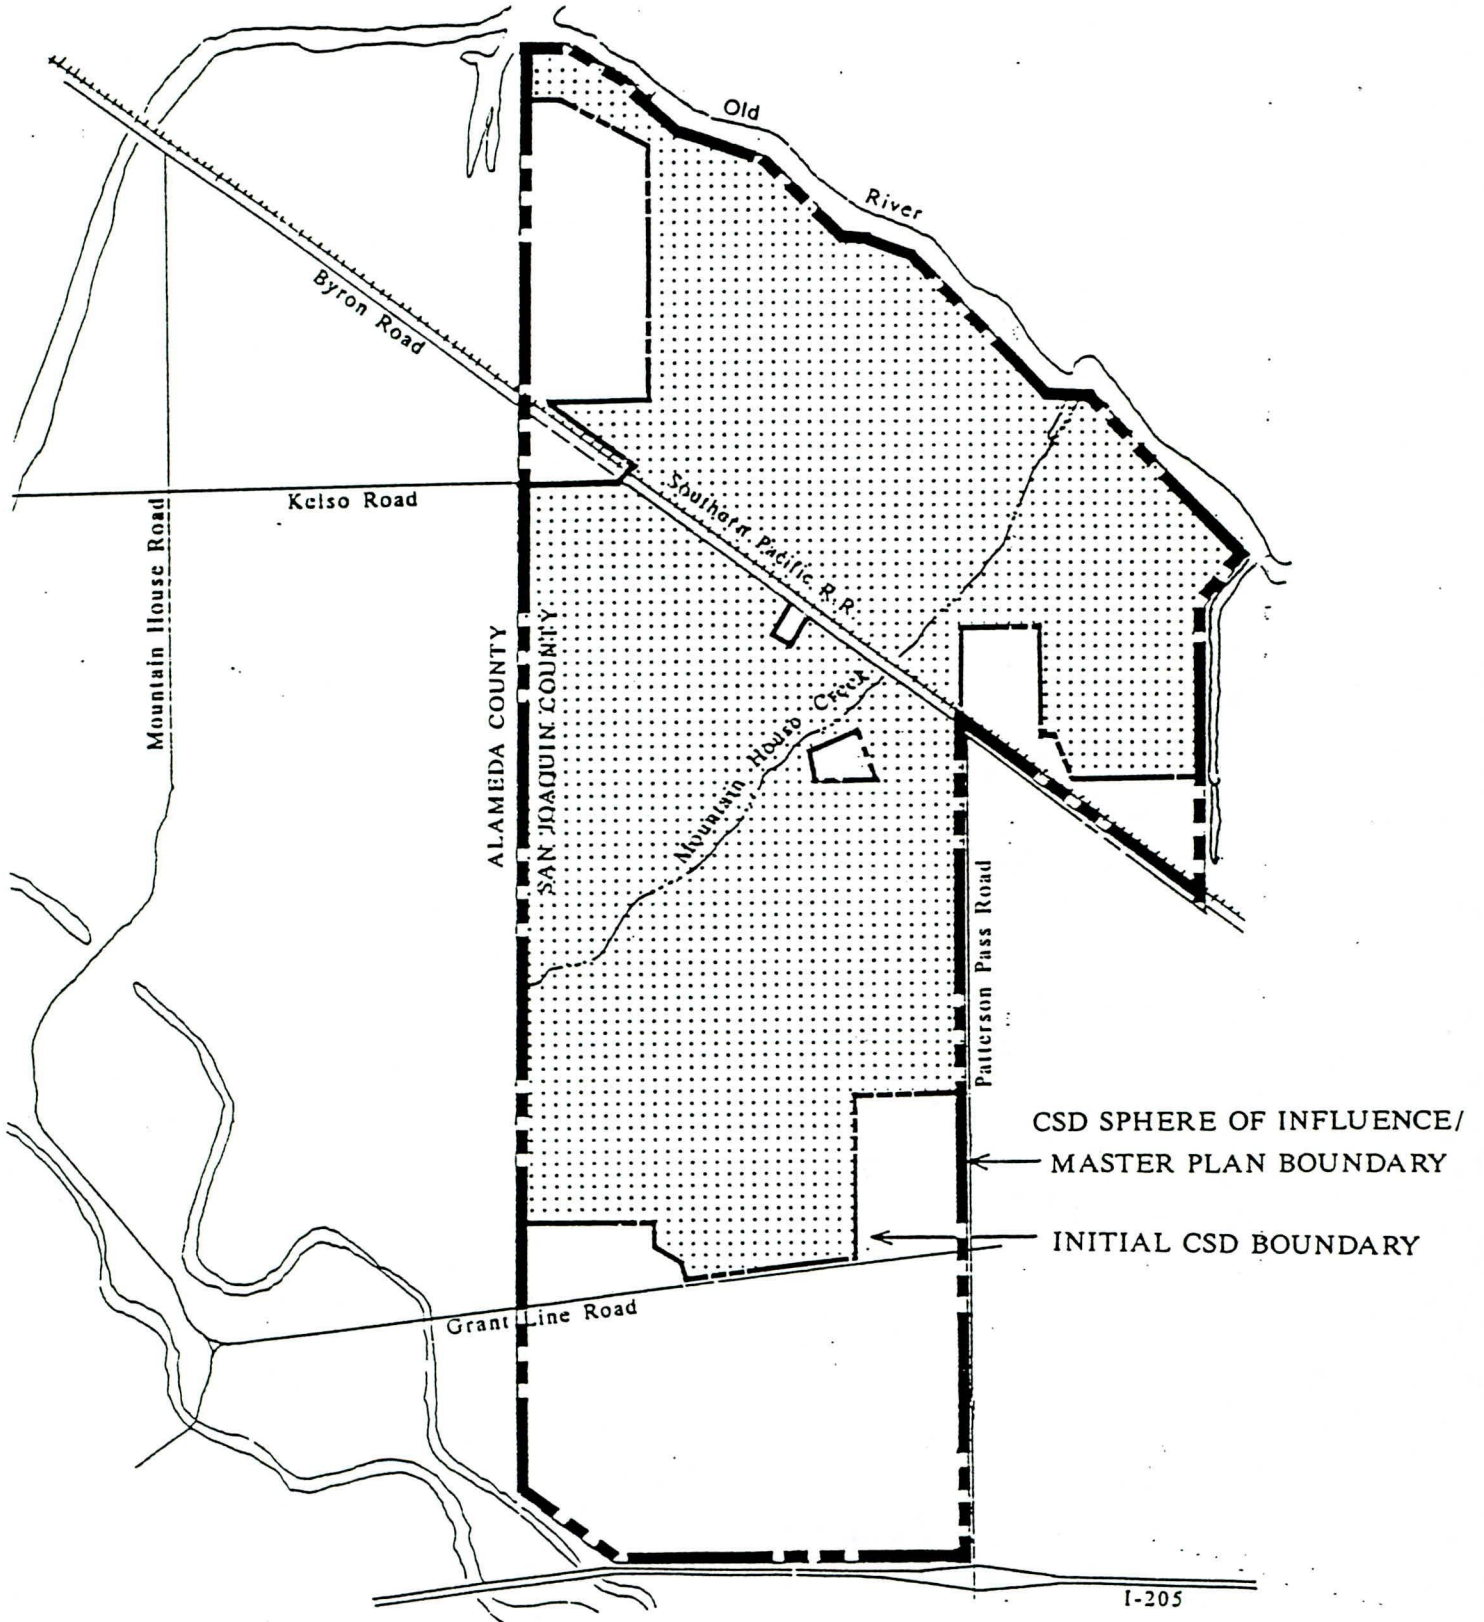 Old
River
Byron Road
Kelso Road
Southern Pacific R.R.
Mountain House Road
ALAMEDA COUNTY
SAN JOAQUIN COUNTY
Mountain House Creek
Patterson Pass Road
CSD SPHERE OF INFLUENCE/
MASTER PLAN BOUNDARY
INITIAL CSD BOUNDARY
Grant Line Road
I-205